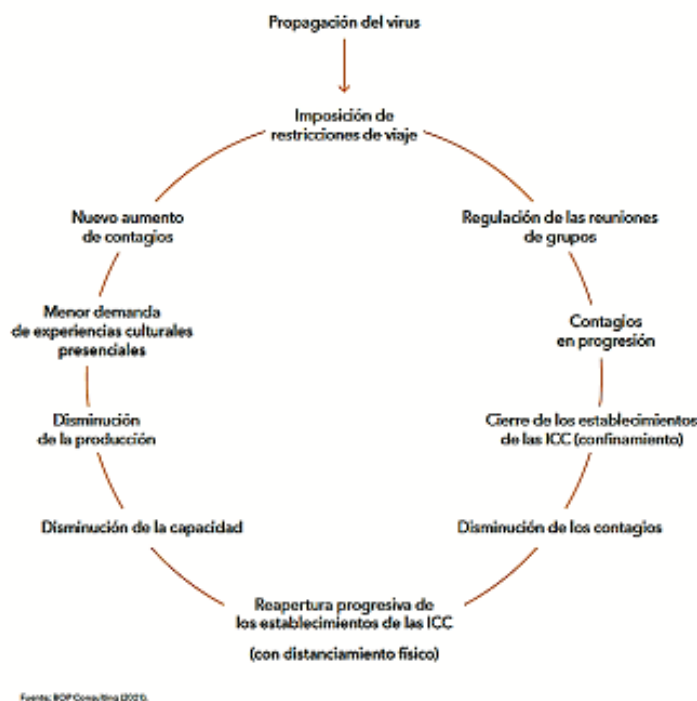 Propagación del virus
Imposición de
restricciones de viaje
Regulación de las reuniones
de grupos
Contagios
en progresión
Cierre de los establecimientos
de las ICC (confinamiento)
Disminución de los contagios
Reapertura progresiva de
los establecimientos de las ICC
(con distanciamiento físico)
Disminución de la capacidad
Disminución
de la producción
Menor demanda
de experiencias culturales
presenciales
Nuevo aumento
de contagios
Fuente: BOP Consulting (2021).